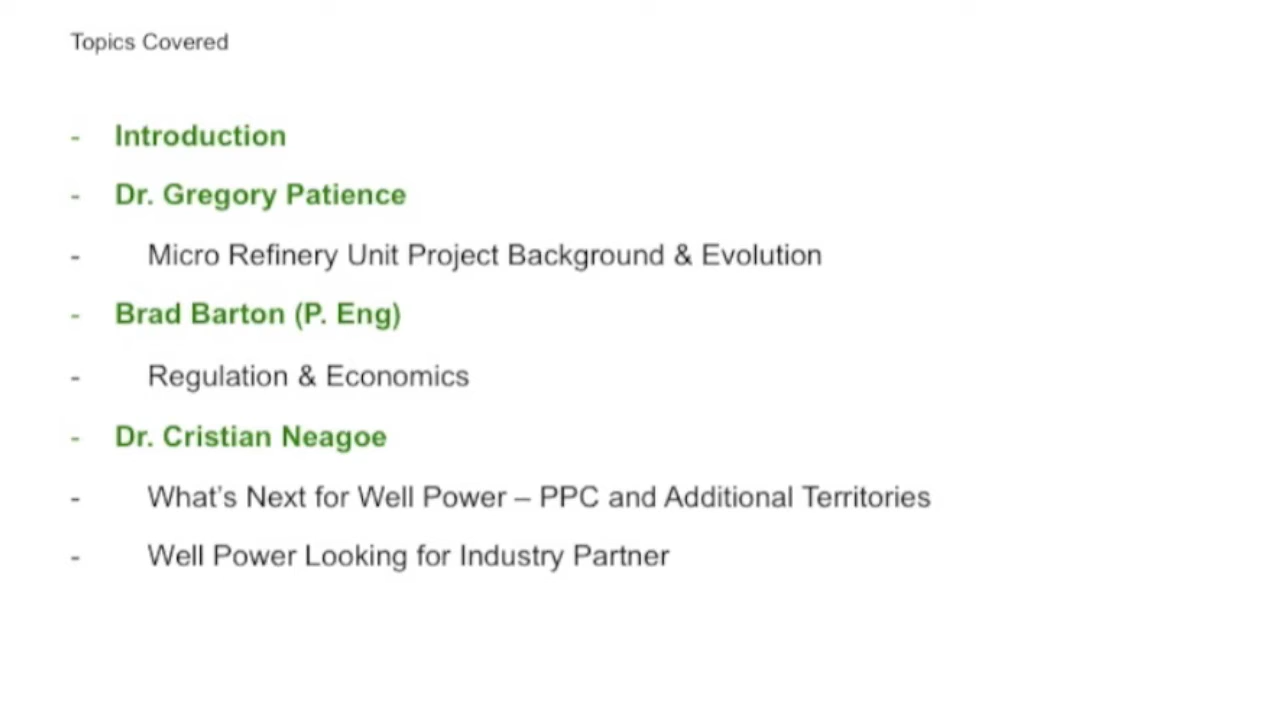 Topics Covered
- Introduction
- Dr. Gregory Patience
- Micro Refinery Unit Project Background & Evolution
- Brad Barton (P. Eng)
- Regulation & Economics
- Dr. Cristian Neagoe
- What's Next for Well Power – PPC and Additional Territories
- Well Power Looking for Industry Partner